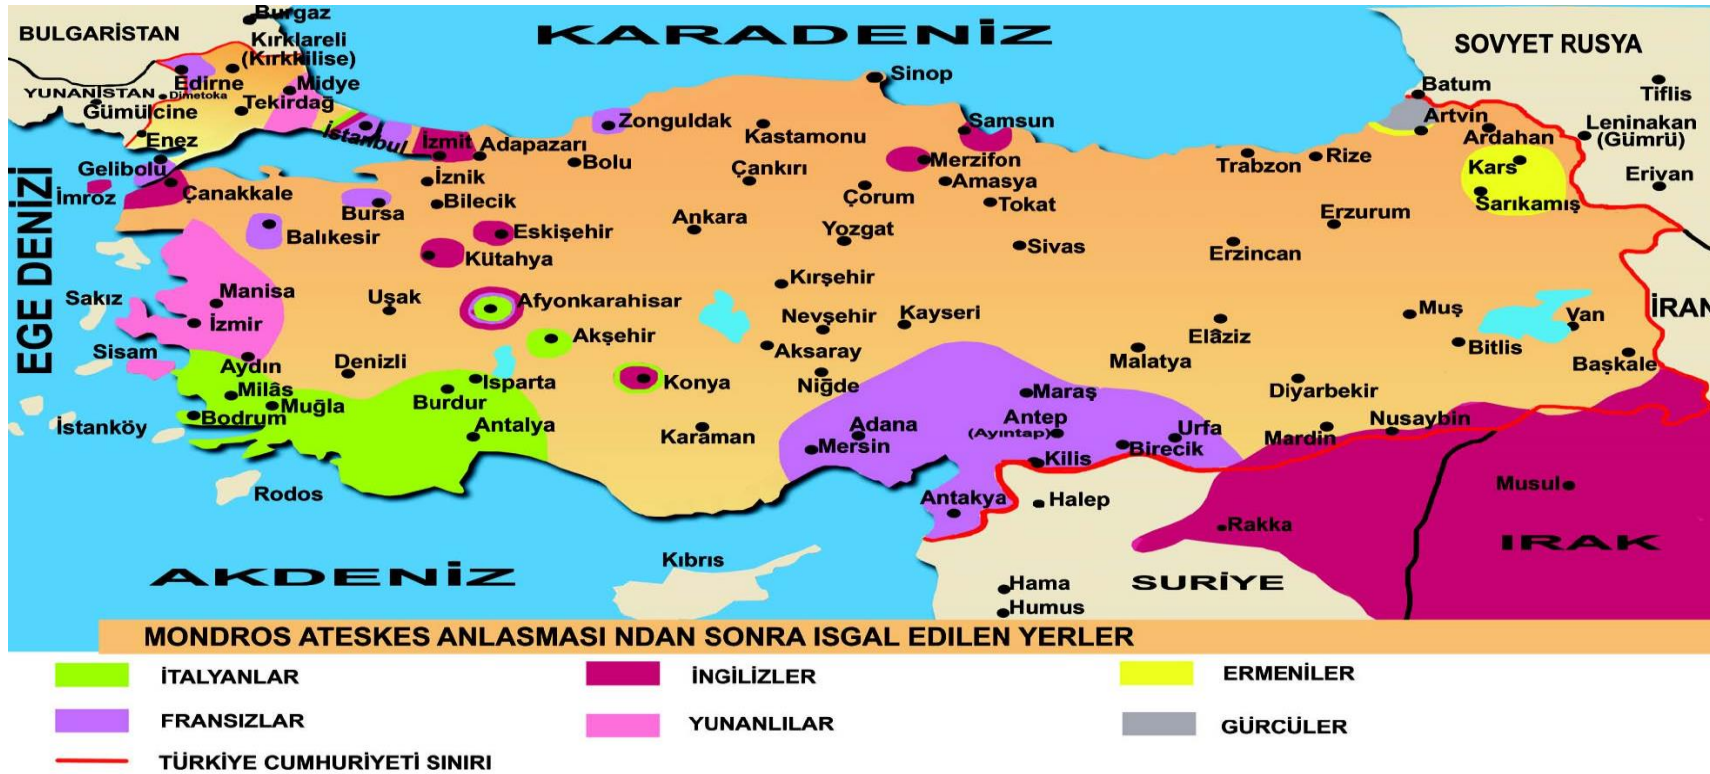 KARADENİZ
BULGARİSTAN
Burgaz
Kırklareli
(Kırkkilise)
SOVYET RUSYA
Sinop
Edirne
Midye
Batum
Tiflis
YUNANİSTAN
Dimetoka
Gümülcine
Tekirdağ
İstanbul
Zonguldak
Kastamonu
Samsun
Artvin
Ardahan
Leninakan
(Gümrü)
Enez
İzmit
Adapazarı
Bolu
Çankırı
Merzifon
Trabzon
Rize
Kars
Erivan
Gelibolu
İmroz
Çanakkale
İznik
Bilecik
Bursa
Çorum
Amasya
Tokat
Sarıkamış
Erzurum
Ankara
Balıkesir
Eskişehir
Kütahya
Yozgat
Sivas
Erzincan
EGE DENİZİ
Kırşehir
Sakız
Manisa
İzmir
Uşak
Afyonkarahisar
Nevşehir
Kayseri
Elâziz
Muş
Van
İRAN
Akşehir
Sisam
Aydın
Denizli
Aksaray
Malatya
Bitlis
Başkale
Milâs
Muğla
Isparta
Burdur
Konya
Niğde
Maraş
Diyarbekir
Bodrum
İstanköy
Antalya
Karaman
Adana
Mersin
Antep
(Ayıntap)
Urfa
Birecik
Mardin
Nusaybin
Kilis
Rodos
Antakya
Halep
Musul
Rakka
IRAK
Kıbrıs
AKDENİZ
Hama
SURİYE
Humus
MONDROS ATESKES ANLASMASI NDAN SONRA ISGAL EDILEN YERLER
İTALYANLAR
İNGİLİZLER
ERMENİLER
FRANSIZLAR
YUNANLILAR
GÜRCÜLER
TÜRKİYE CUMHURİYETİ SINIRI